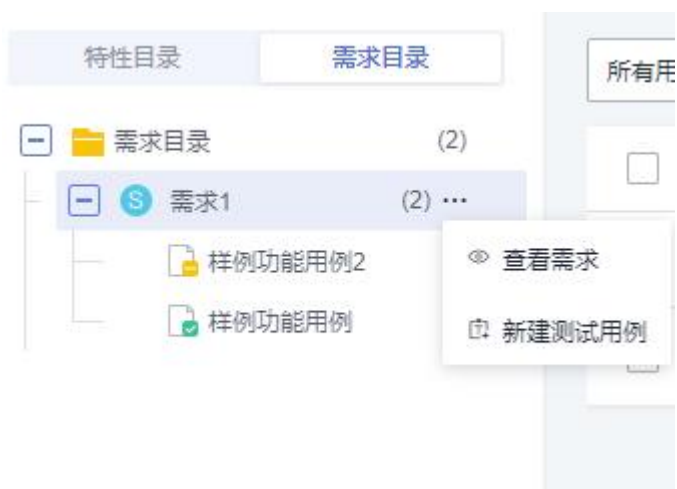 特性目录 需求目录
所有用
需求目录 (2)
S 需求1 (2) ···
样例功能用例2
查看需求
样例功能用例
新建测试用例